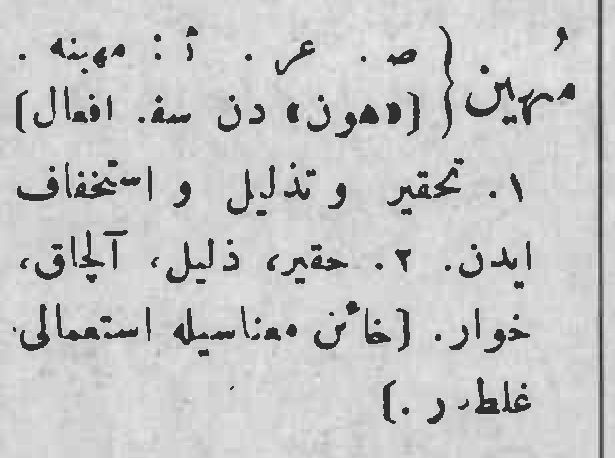 مُهين { ص . عر . أ : مهينه .
[«هون» دن سف. افعال]
١. تحقير و تذليل و استخفاف
ايدن. ٢. حقير، ذليل، آلچاق،
خوار. [خائن معناسيله استعمالى
غلطدر.]